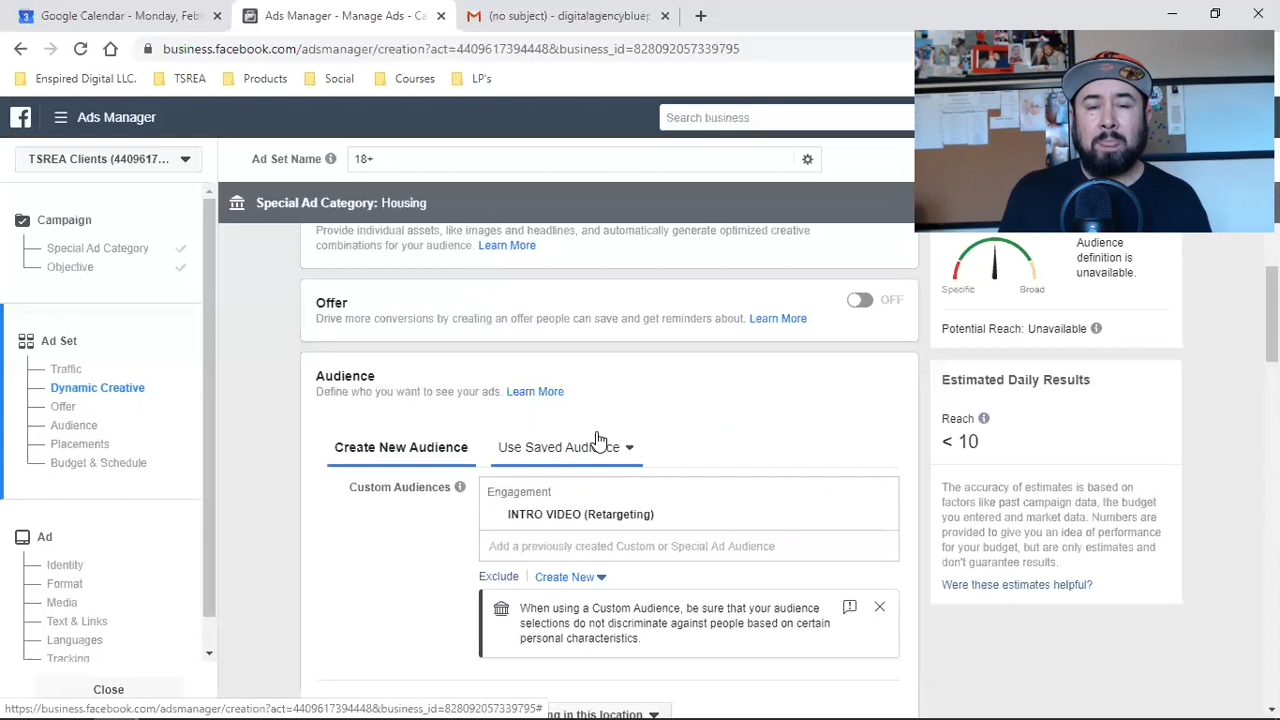 Google Calendar - Monday, Feb
Ads Manager - Manage Ads - Ca
(no subject) - digitalagencybluep
business.facebook.com/adsmanager/creation?act=4409617394448&business_id=828092057339795
Enspired Digital LLC.
TSREA
Products
Social
Courses
LP's
Ads Manager
Search business
TSREA Clients (4409617...
Ad Set Name
18+
Special Ad Category: Housing
Campaign
Special Ad Category
Objective
Ad Set
Traffic
Dynamic Creative
Offer
Audience
Placements
Budget & Schedule
Ad
Identity
Format
Media
Text & Links
Languages
Tracking
Close
Provide individual assets, like images and headlines, and automatically generate optimized creative
combinations for your audience. Learn More
Offer
OFF
Drive more conversions by creating an offer people can save and get reminders about. Learn More
Audience
Define who you want to see your ads. Learn More
Create New Audience
Use Saved Audience
Custom Audiences
Engagement
INTRO VIDEO (Retargeting)
Add a previously created Custom or Special Ad Audience
Exclude
Create New
When using a Custom Audience, be sure that your audience
selections do not discriminate against people based on certain
personal characteristics.
ng in this location
Audience
definition is
unavailable.
Specific
Broad
Potential Reach: Unavailable
Estimated Daily Results
Reach
< 10
The accuracy of estimates is based on
factors like past campaign data, the budget
you entered and market data. Numbers are
provided to give you an idea of performance
for your budget, but are only estimates and
don't guarantee results.
Were these estimates helpful?
https://business.facebook.com/adsmanager/creation?act=4409617394448&business_id=828092057339795#